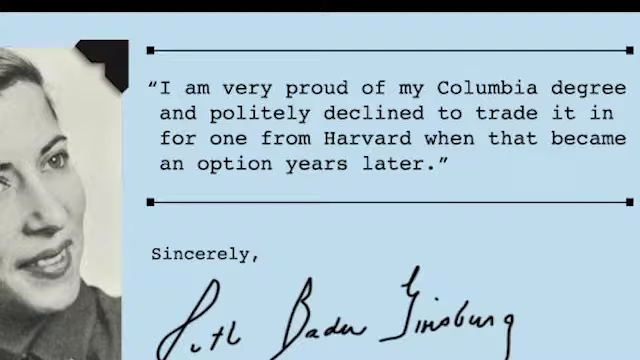 “I am very proud of my Columbia degree
and politely declined to trade it in
for one from Harvard when that became
an option years later.”
Sincerely,
Ruth Bader Ginsburg